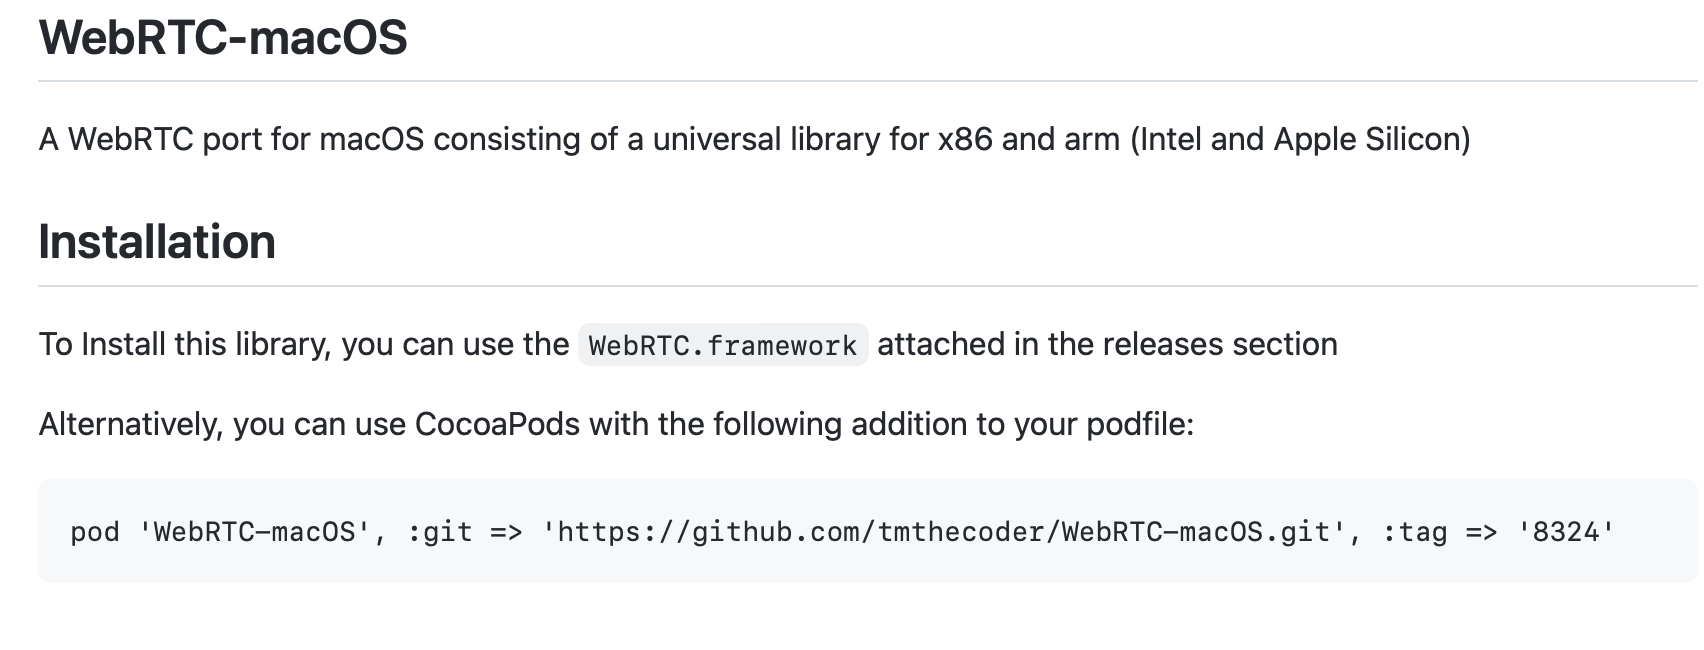 WebRTC-macOS
A WebRTC port for macOS consisting of a universal library for x86 and arm (Intel and Apple Silicon)
Installation
To Install this library, you can use the WebRTC.framework attached in the releases section
Alternatively, you can use CocoaPods with the following addition to your podfile:
pod 'WebRTC-macOS', :git => 'https://github.com/tmthecoder/WebRTC-macOS.git', :tag => '8324'